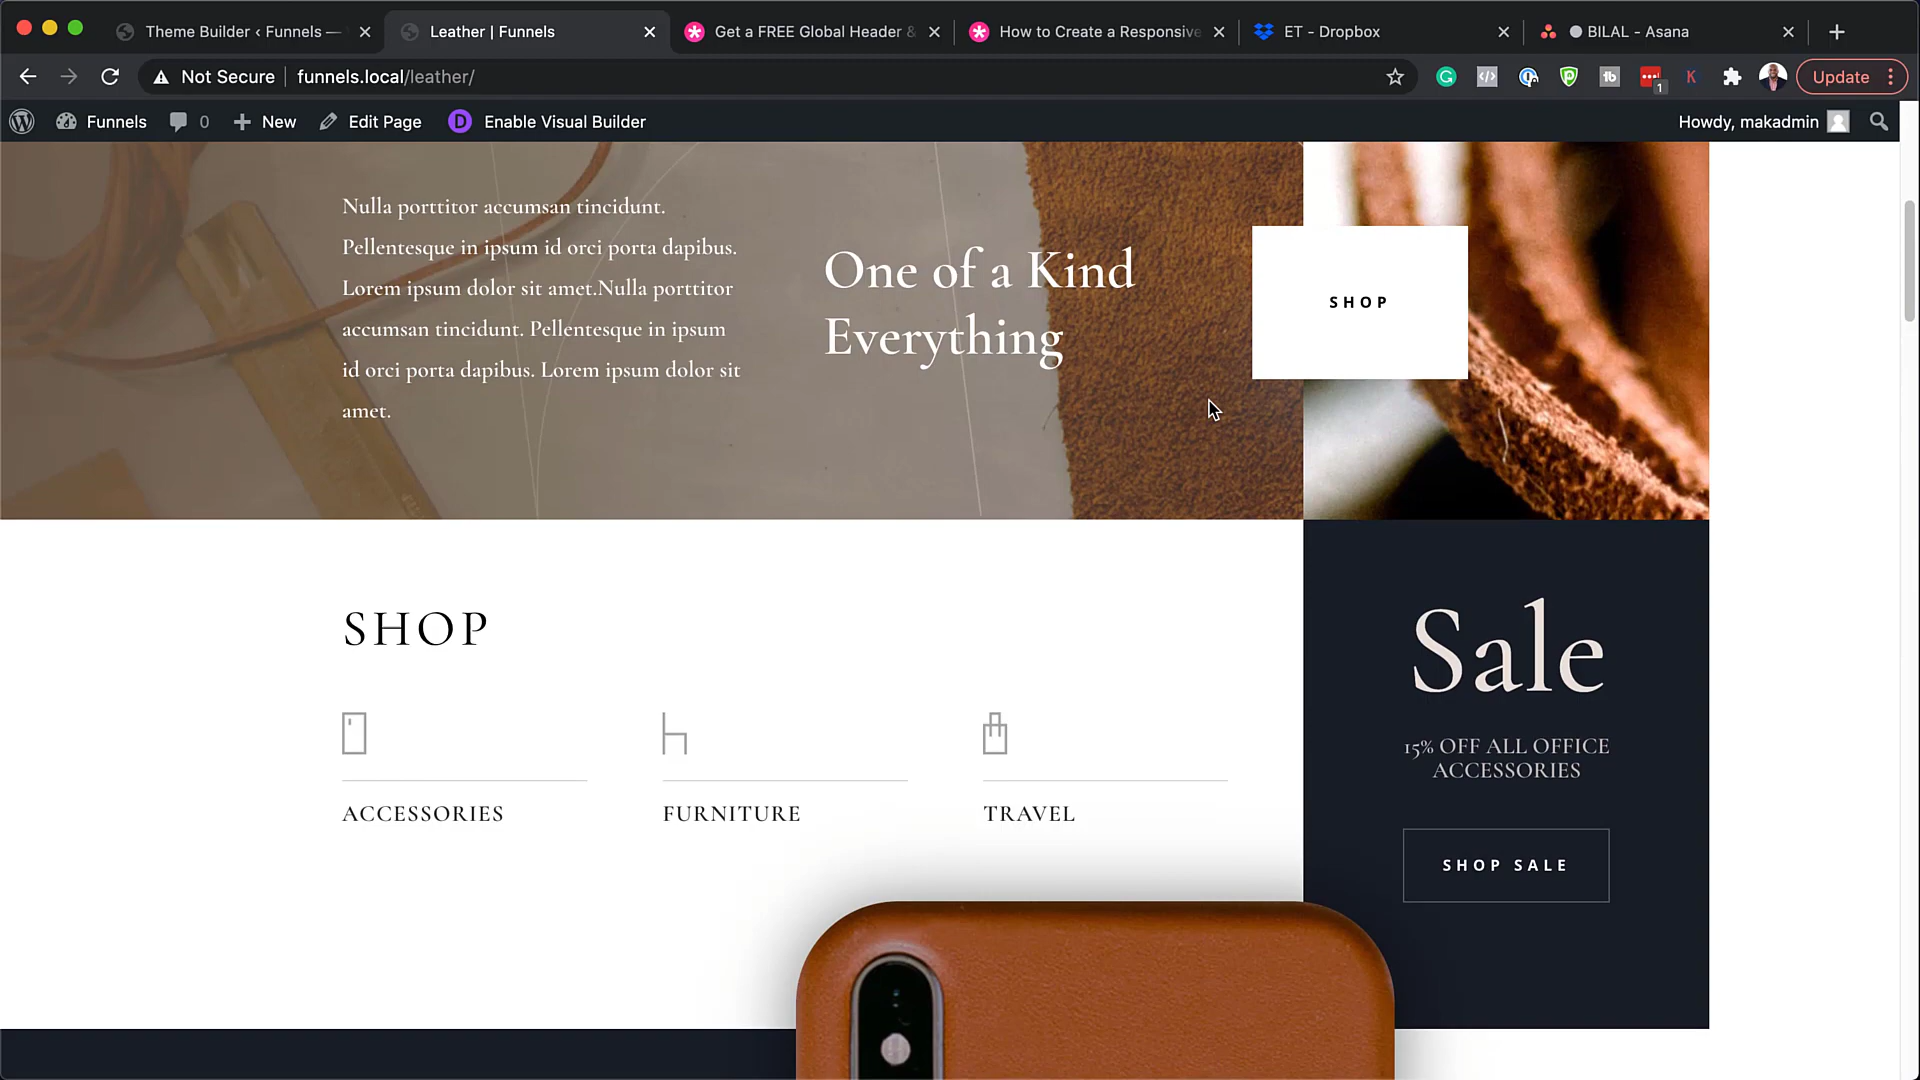 Theme Builder ‹ Funnels —
Leather | Funnels
Get a FREE Global Header &
How to Create a Responsive
ET - Dropbox
BILAL - Asana
Not Secure
funnels.local/leather/
1
Update
Funnels
0
New
Edit Page
D
Enable Visual Builder
Howdy, makadmin
Nulla porttitor accumsan tincidunt.
Pellentesque in ipsum id orci porta dapibus.
Lorem ipsum dolor sit amet.Nulla porttitor
accumsan tincidunt. Pellentesque in ipsum
id orci porta dapibus. Lorem ipsum dolor sit
amet.
One of a Kind
Everything
SHOP
SHOP
ACCESSORIES
FURNITURE
TRAVEL
Sale
15% OFF ALL OFFICE
ACCESSORIES
SHOP SALE